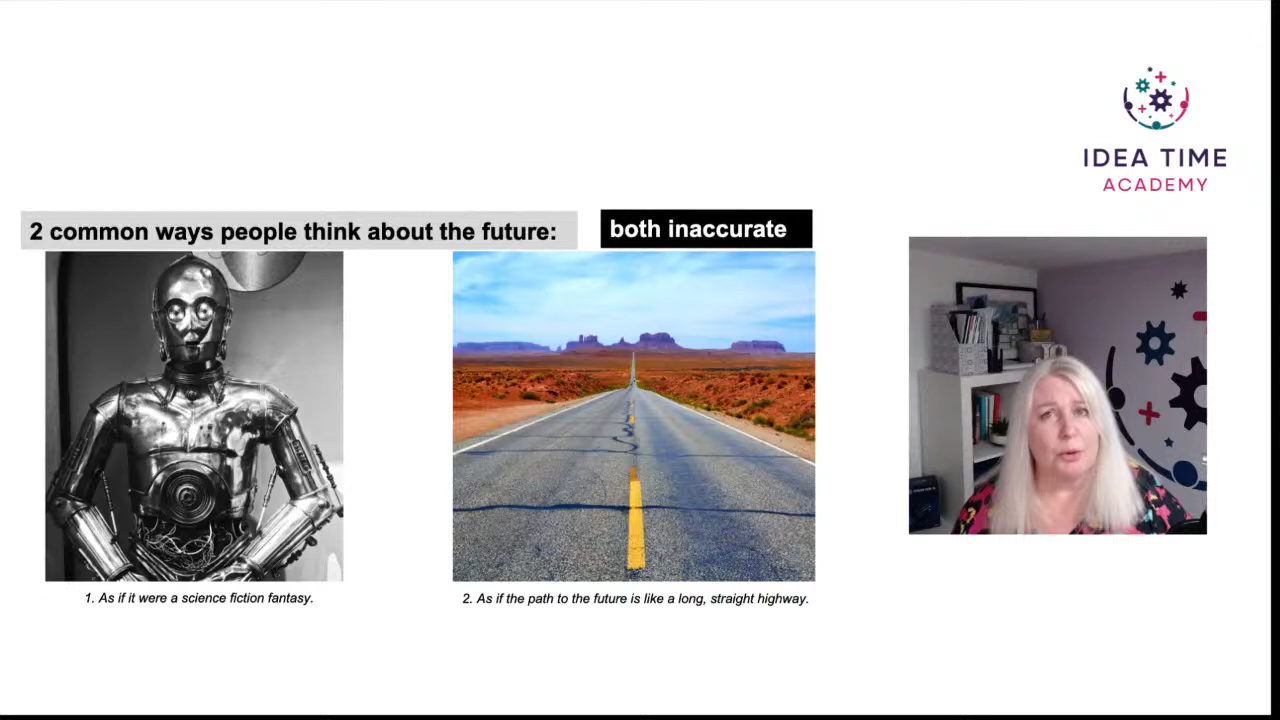 IDEA TIME
ACADEMY
2 common ways people think about the future:
both inaccurate
1. As if it were a science fiction fantasy.
2. As if the path to the future is like a long, straight highway.